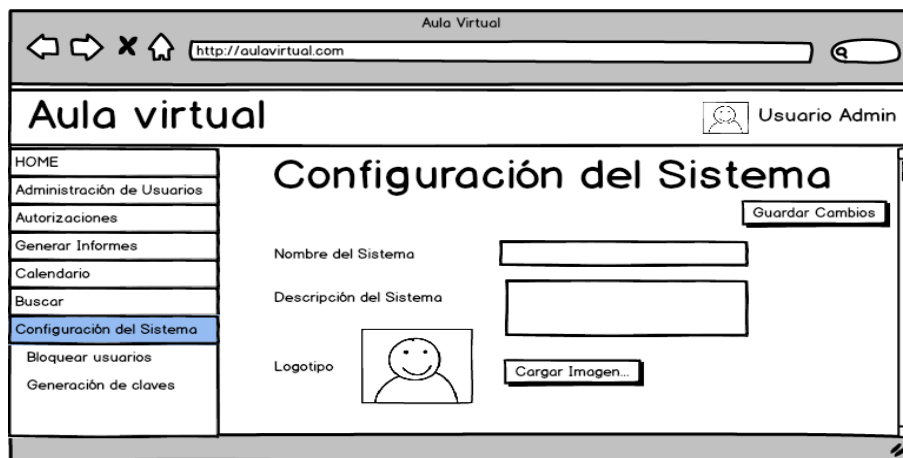 Aula Virtual
http://aulavirtual.com
Aula virtual
Usuario Admin
HOME
Administración de Usuarios
Autorizaciones
Generar Informes
Calendario
Buscar
Configuración del Sistema
Bloquear usuarios
Generación de claves
Configuración del Sistema
Guardar Cambios
Nombre del Sistema
Descripción del Sistema
Logotipo
Cargar Imagen...